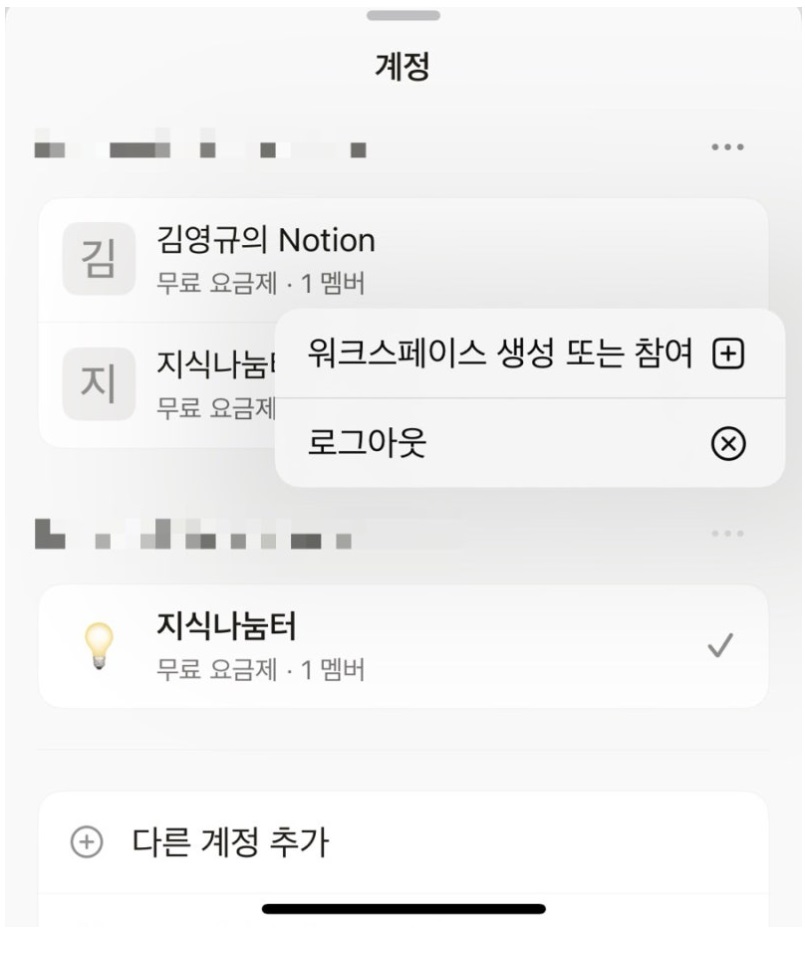 계정
김
김영규의 Notion
무료 요금제 · 1 멤버
지
지식나눔
무료 요금제
워크스페이스 생성 또는 참여
로그아웃
지식나눔터
무료 요금제 · 1 멤버
다른 계정 추가